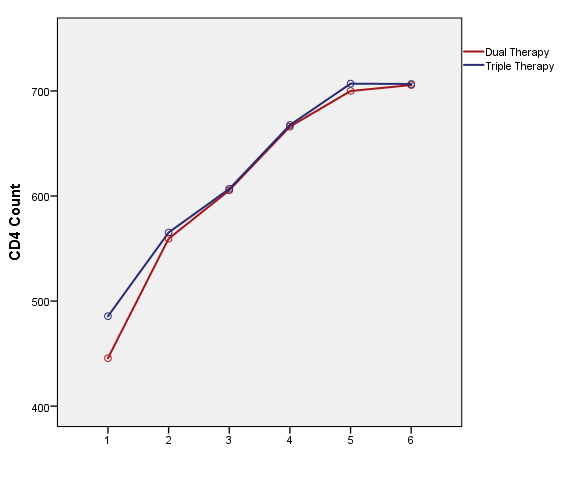 Dual Therapy
Triple Therapy
CD4 Count
700
600
500
400
1 2 3 4 5 6